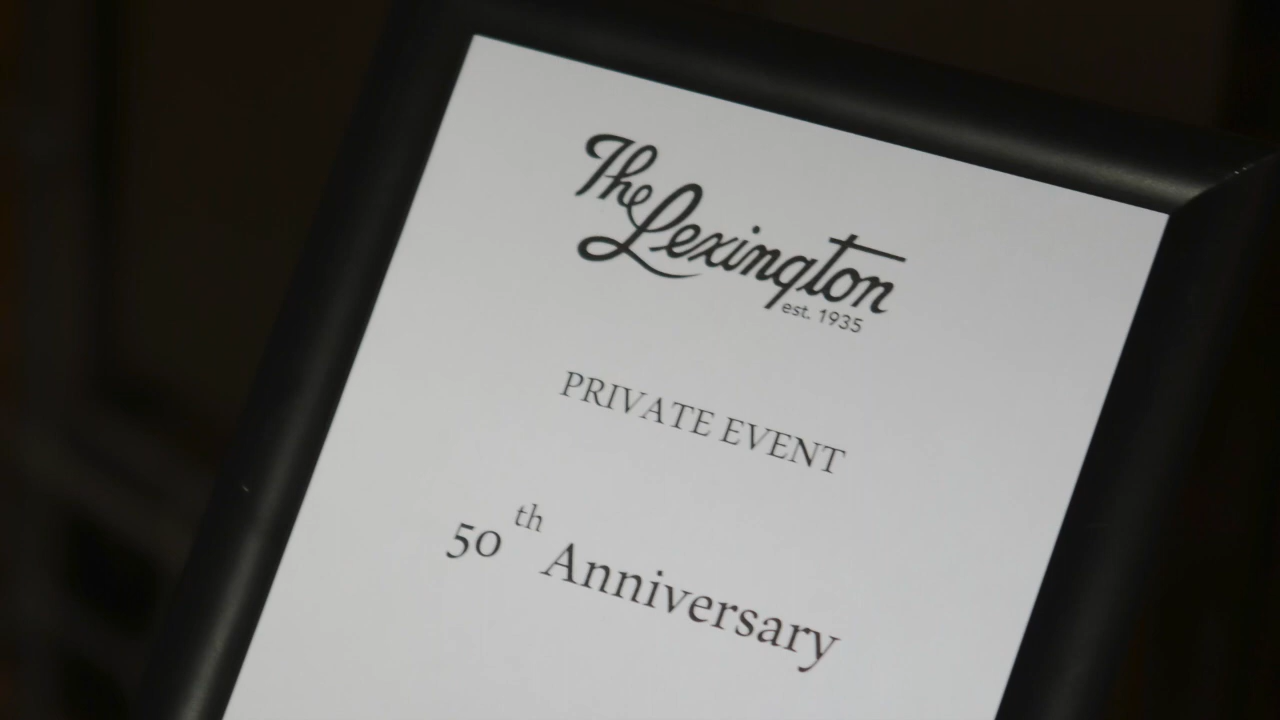 The
Lexington
est. 1935
PRIVATE EVENT
50th Anniversary